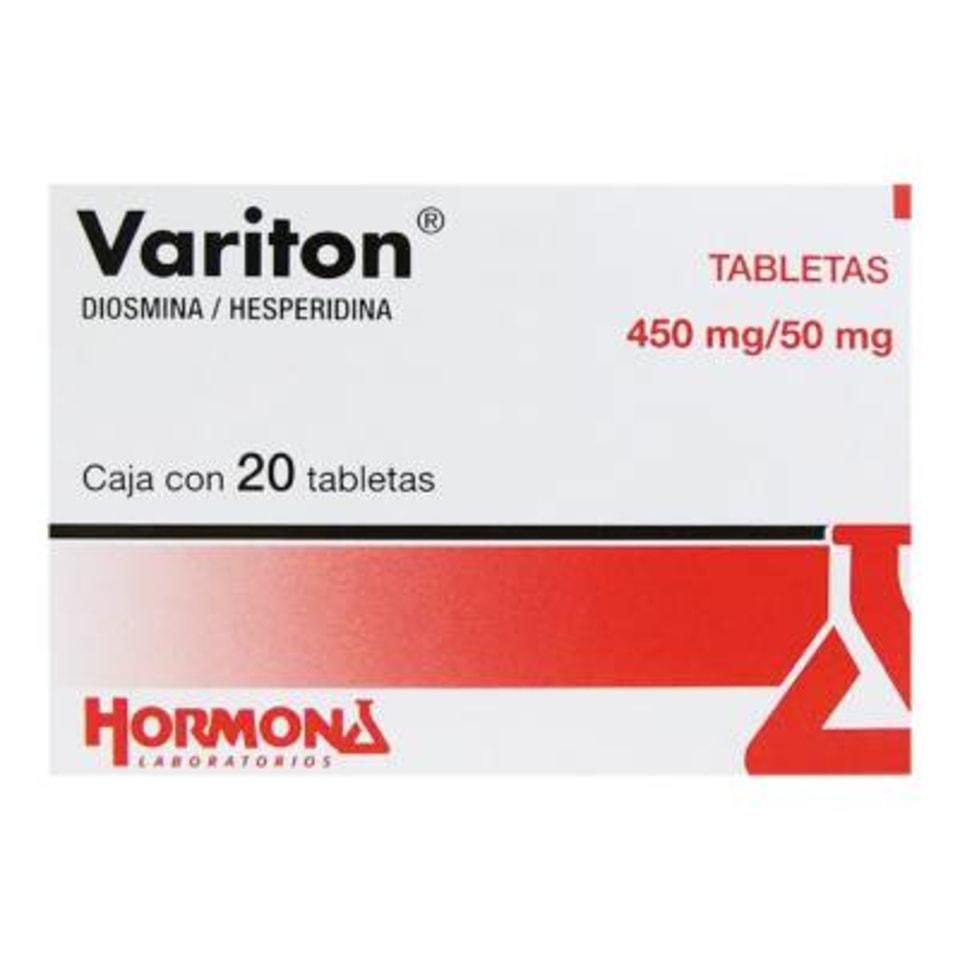 Variton®
DIOSMINA / HESPERIDINA
TABLETAS
450 mg/50 mg
Caja con 20 tabletas
HORMONA
LABORATORIOS